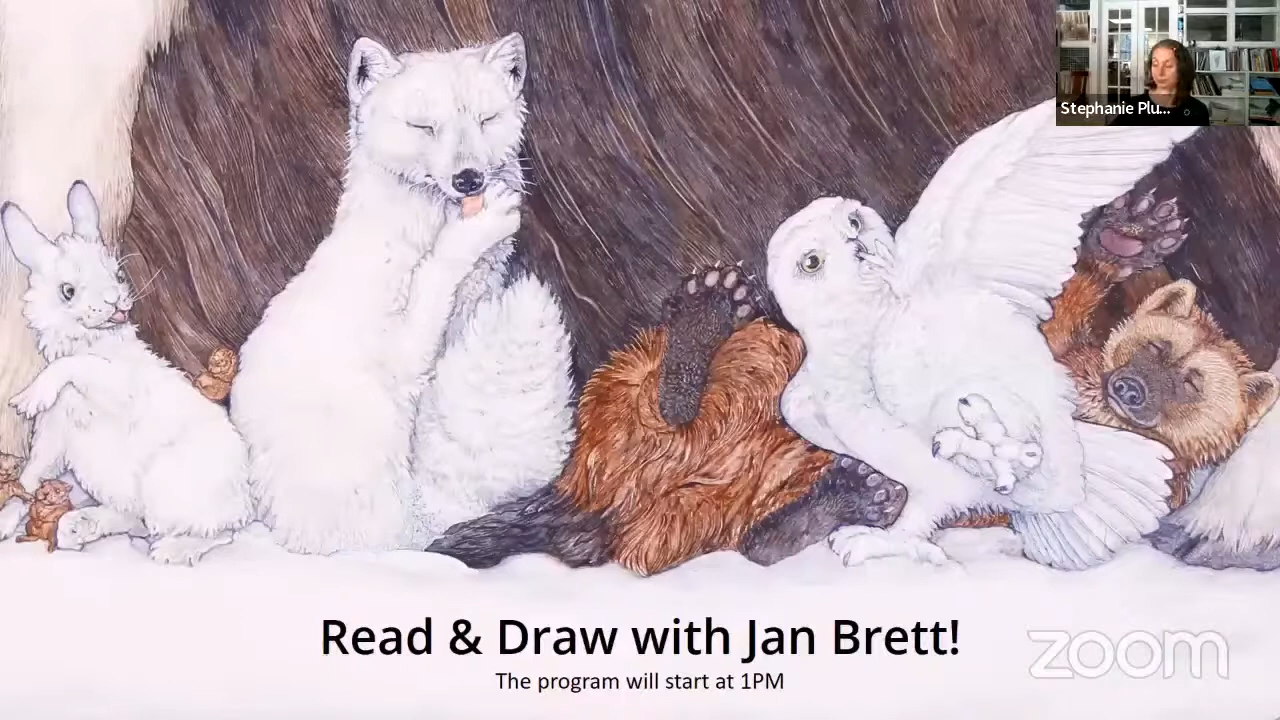 Stephanie Plu...
Read & Draw with Jan Brett!
The program will start at 1PM
zoom